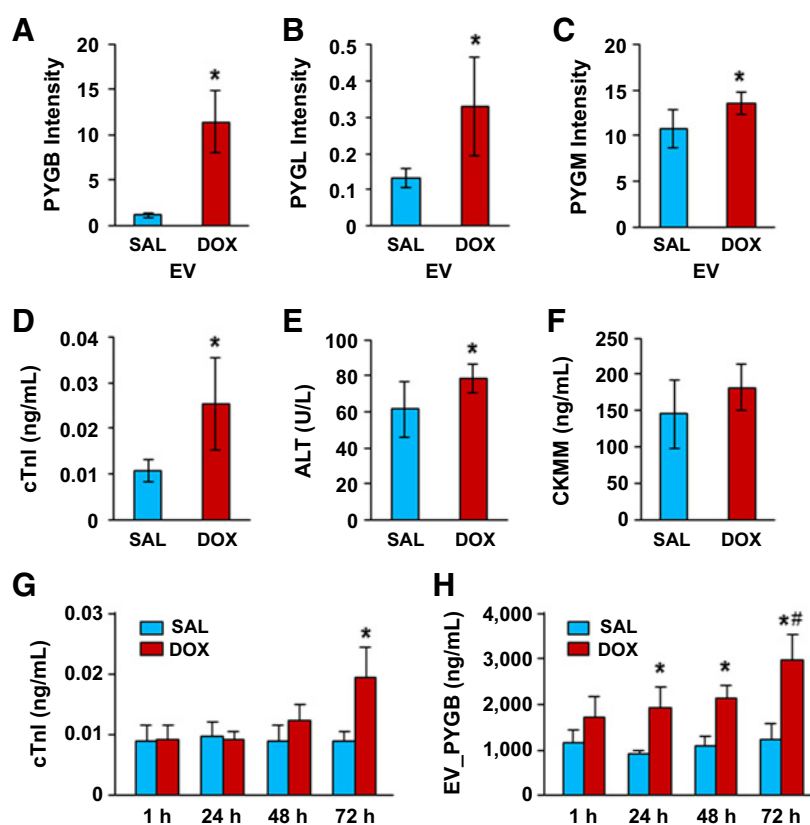 A
PYGB Intensity
20
15
10
5
0
*
SAL DOX
EV
B
PYGL Intensity
0.5
0.4
0.3
0.2
0.1
0
*
SAL DOX
EV
C
PYGM Intensity
20
15
10
5
0
*
SAL DOX
EV
D
cTnI (ng/mL)
0.04
0.03
0.02
0.01
0
*
SAL DOX
E
ALT (U/L)
100
80
60
40
20
0
*
SAL DOX
F
CKMM (ng/mL)
250
200
150
100
50
0
SAL DOX
G
cTnI (ng/mL)
0.03
0.02
0.01
0
SAL
DOX
*
1 h 24 h 48 h 72 h
H
EV_PYGB (ng/mL)
4,000
3,000
2,000
1,000
0
SAL
DOX
* * *#
1 h 24 h 48 h 72 h